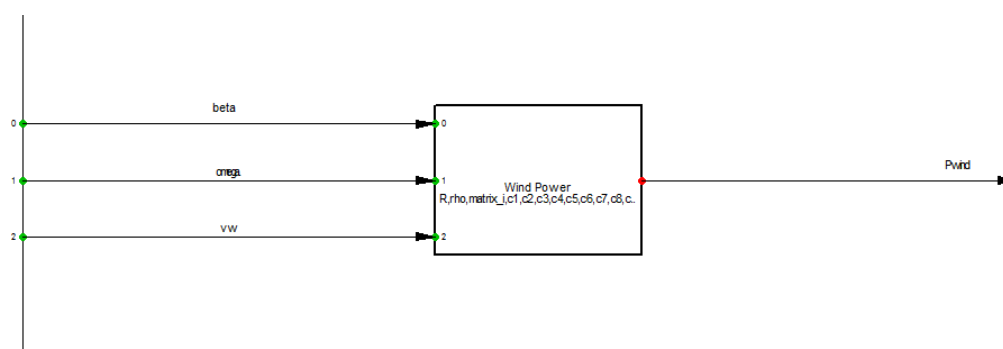 beta
0
0
omega
1
1
Pwind
Wind Power
R,rho,matrix_i,c1,c2,c3,c4,c5,c6,c7,c8,c..
vw
2
2